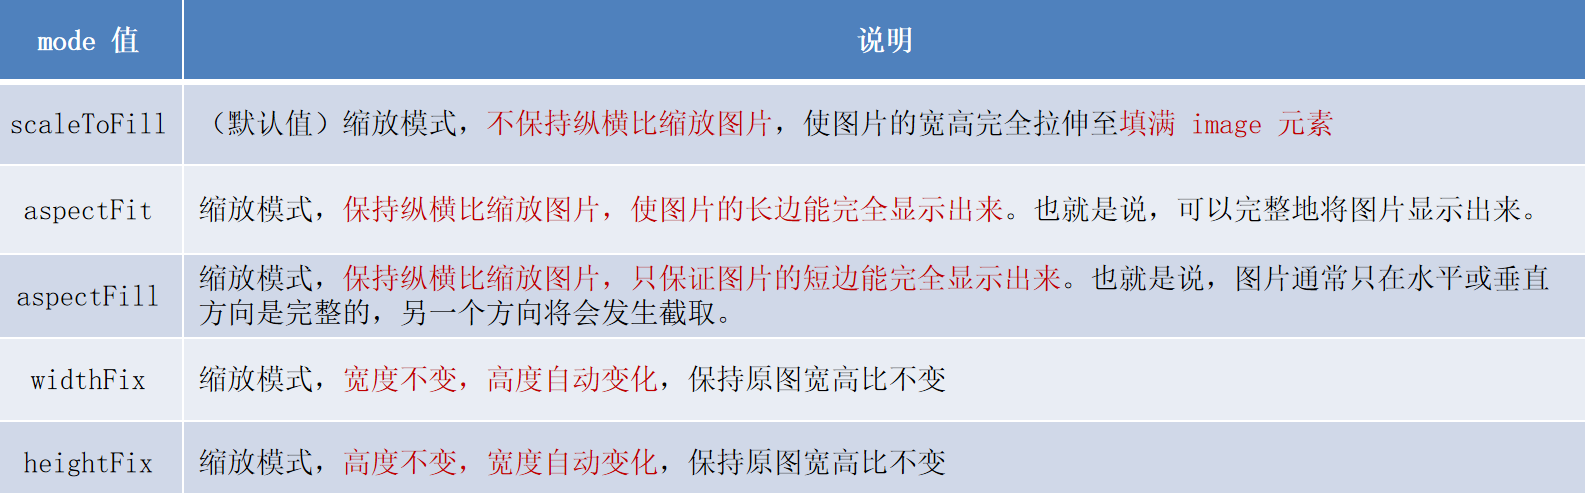 mode 值
说明
scaleToFill
（默认值）缩放模式，不保持纵横比缩放图片，使图片的宽高完全拉伸至填满 image 元素
aspectFit
缩放模式，保持纵横比缩放图片，使图片的长边能完全显示出来。也就是说，可以完整地将图片显示出来。
aspectFill
缩放模式，保持纵横比缩放图片，只保证图片的短边能完全显示出来。也就是说，图片通常只在水平或垂直
方向是完整的，另一个方向将会发生截取。
widthFix
缩放模式，宽度不变，高度自动变化，保持原图宽高比不变
heightFix
缩放模式，高度不变，宽度自动变化，保持原图宽高比不变